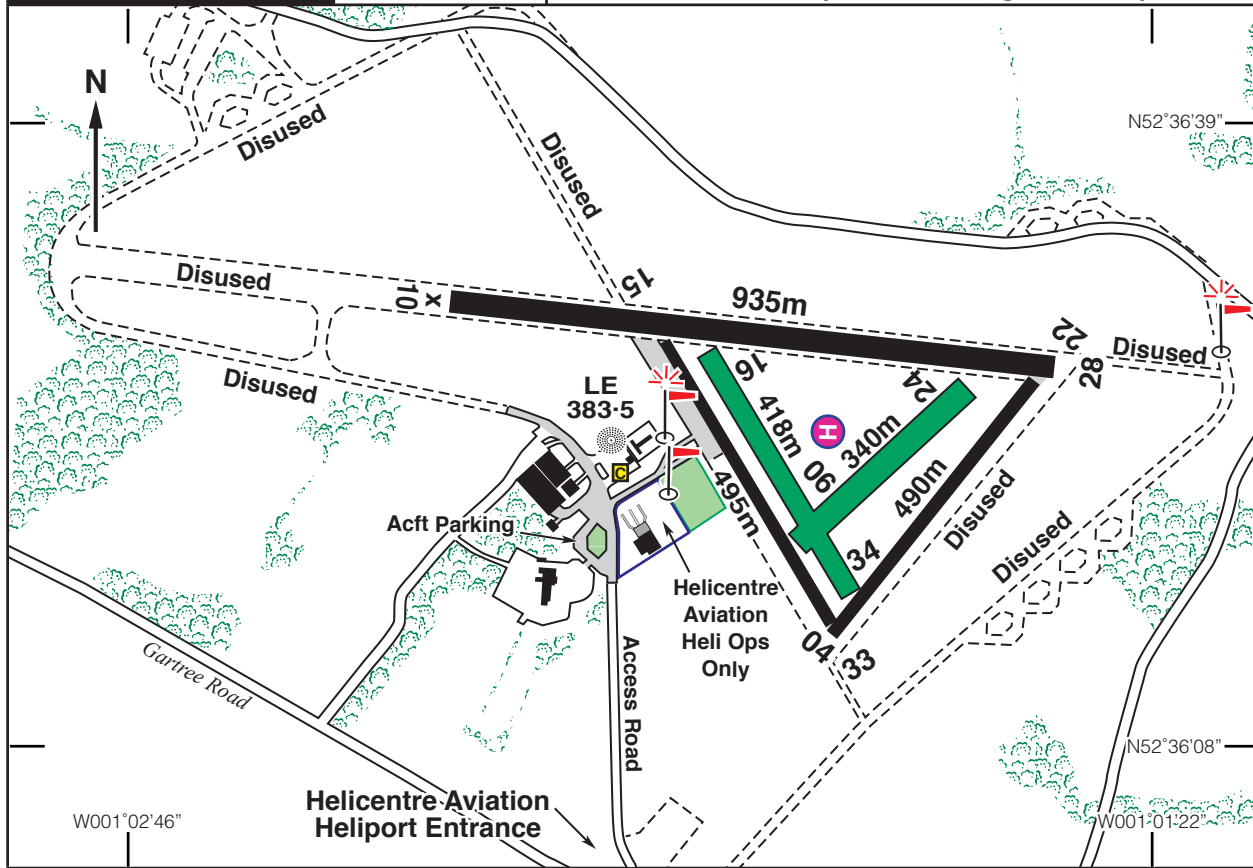 N
N52°36'39"
Disused
Disused
Disused
10
x
15
935m
22
28
Disused
Disused
LE
383·5
16
418m
24
340m
06
H
C
495m
490m
Disused
Disused
34
Acft Parking
Helicentre
Aviation
Heli Ops
Only
04
33
Gartree Road
Access Road
N52°36'08"
Helicentre Aviation
Heliport Entrance
W001°02'46"
W001°01'22"